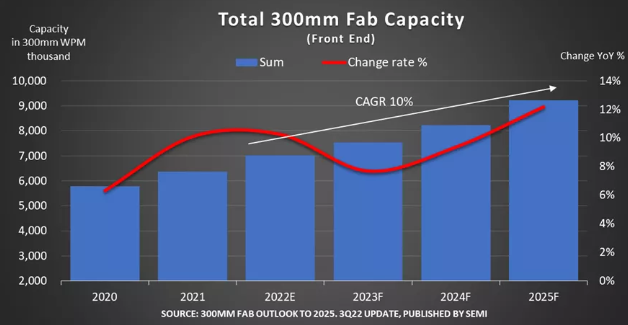 Total 300mm Fab Capacity
(Front End)
Capacity
in 300mm WPM
thousand
Change YoY %
Sum
Change rate %
CAGR 10%
10,000
9,000
8,000
7,000
6,000
5,000
4,000
3,000
2,000
14%
12%
10%
8%
6%
4%
2%
0%
2020
2021
2022E
2023F
2024F
2025F
SOURCE: 300MM FAB OUTLOOK TO 2025. 3Q22 UPDATE, PUBLISHED BY SEMI